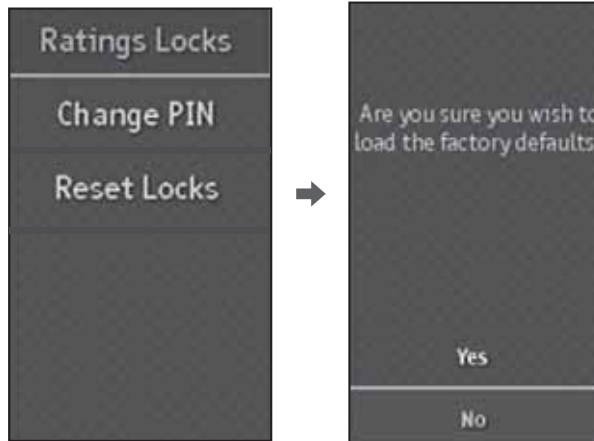 Ratings Locks
Change PIN
Reset Locks
Are you sure you wish to
load the factory defaults
Yes
No